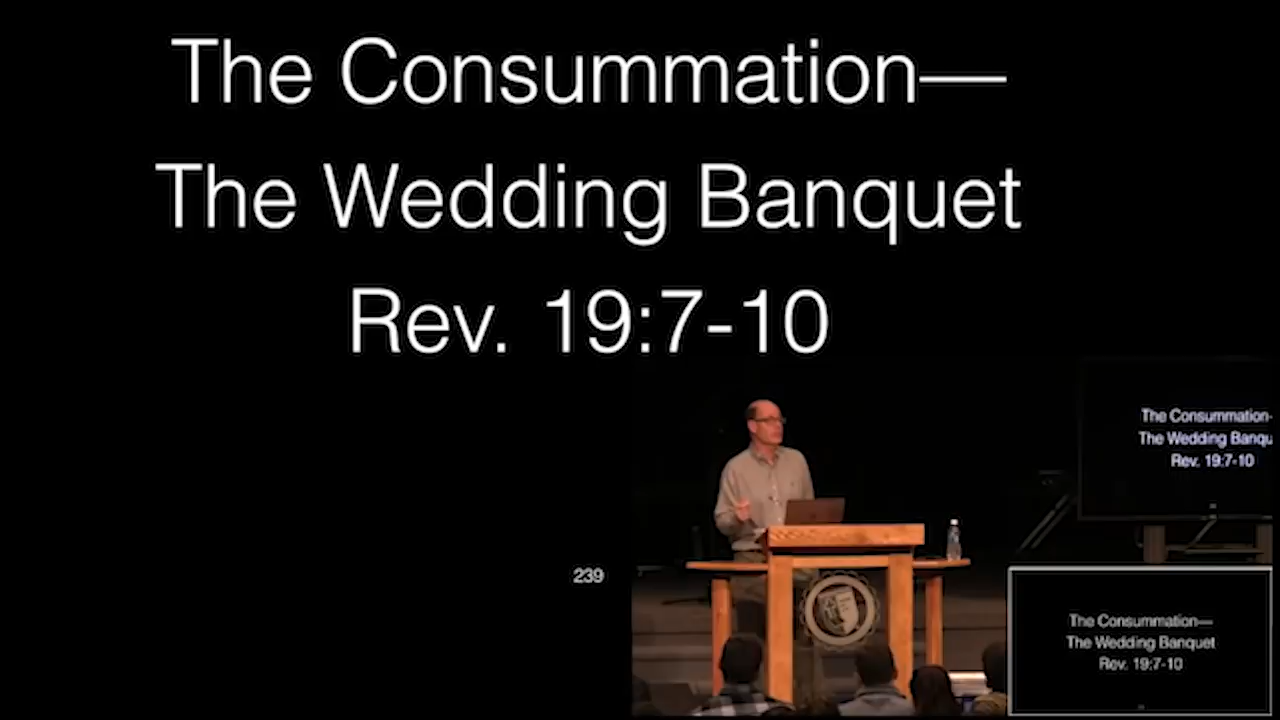 The Consummation—
The Wedding Banquet
Rev. 19:7-10
239
The Consummation-
The Wedding Banqu
Rev. 19:7-10
The Consummation—
The Wedding Banquet
Rev. 19:7-10